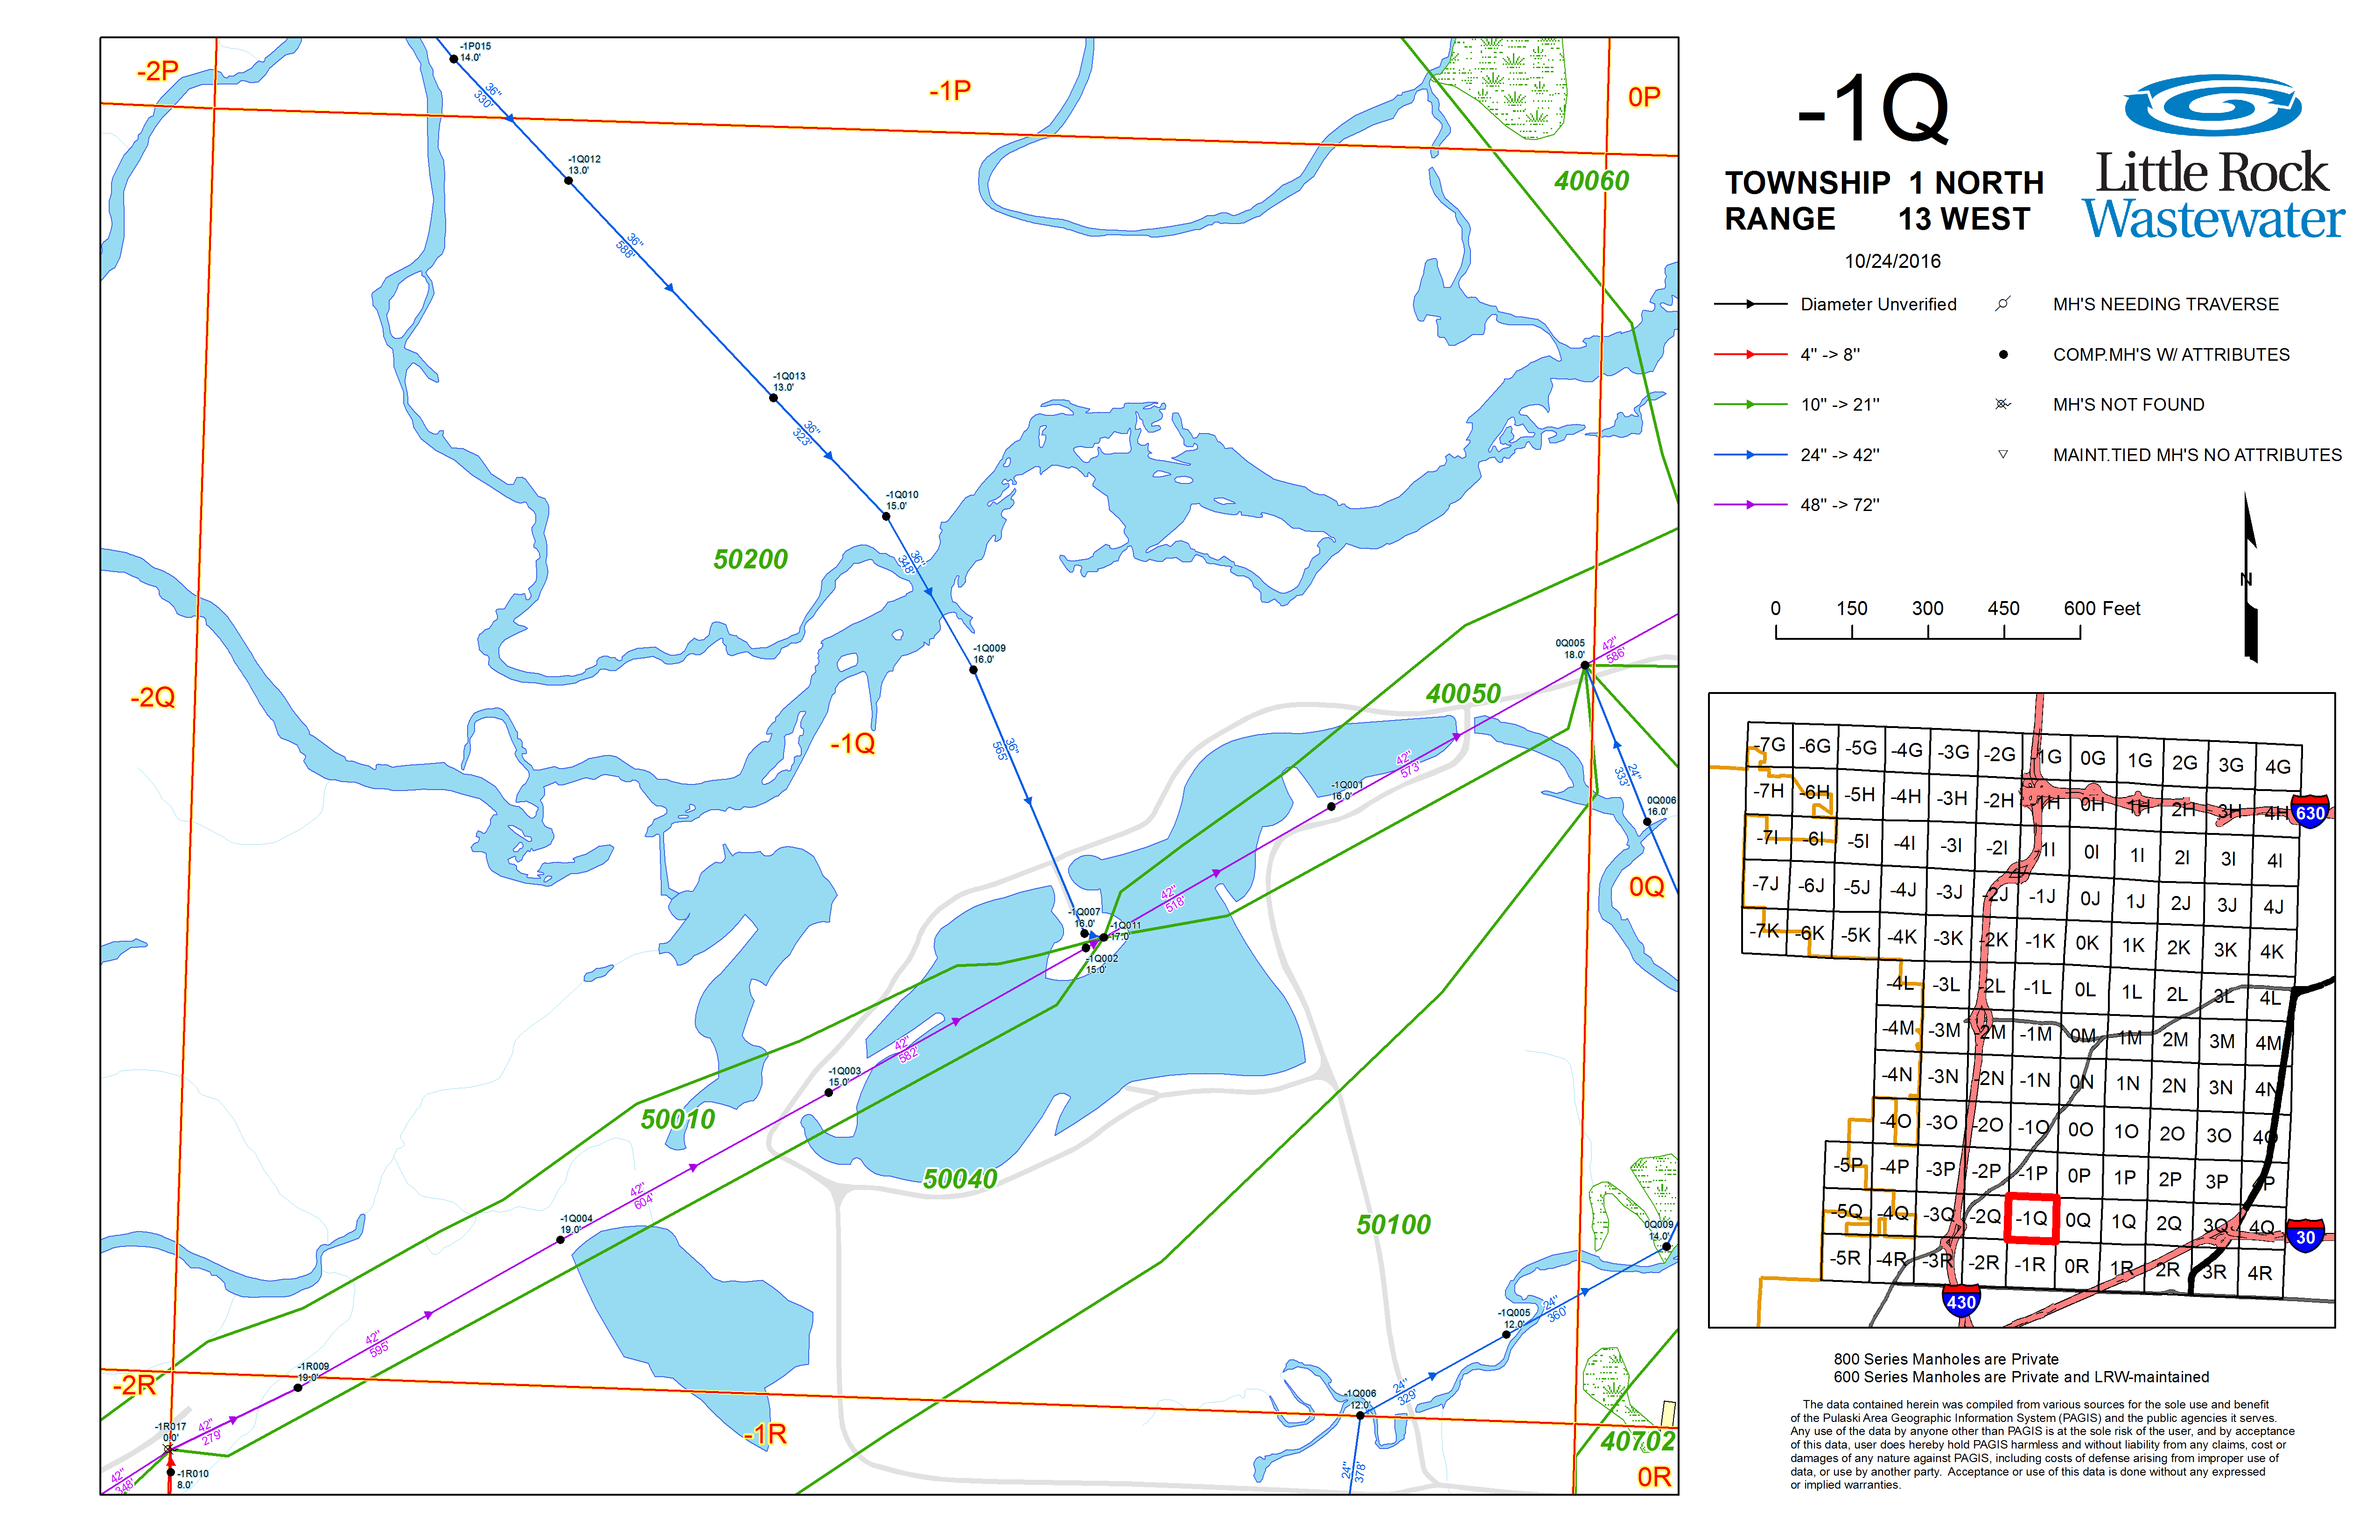 -1P015
14.0'
-2P
-1P
0P
36"
330'
-1Q012
13.0'
40060
36"
588'
-1Q013
13.0'
36"
323'
-1Q010
15.0'
50200
36"
348'
-1Q009
16.0'
0Q005
18.0'
42"
586'
-2Q
40050
-1Q
36"
565'
42"
573'
24"
333'
-1Q001
16.0'
0Q006
16.0'
0Q
42"
518'
-1Q007
16.0'
-1Q011
17.0'
-1Q002
15.0'
42"
582'
-1Q003
15.0'
50010
50040
42"
604'
-1Q004
19.0'
50100
0Q009
14.0'
24"
360'
-1Q005
12.0'
42"
595'
-1R009
19.0'
-2R
24"
329'
-1Q006
12.0'
-1R017
0.0'
42"
279'
-1R
40702
42"
348'
-1R010
8.0'
24"
378'
0R
-1Q
TOWNSHIP 1 NORTH
RANGE 13 WEST
10/24/2016
Little Rock
Wastewater
Diameter Unverified
MH'S NEEDING TRAVERSE
4" -> 8"
COMP.MH'S W/ ATTRIBUTES
10" -> 21"
MH'S NOT FOUND
24" -> 42"
MAINT.TIED MH'S NO ATTRIBUTES
48" -> 72"
N
0 150 300 450 600 Feet
-7G -6G -5G -4G -3G -2G -1G 0G 1G 2G 3G 4G
-7H -6H -5H -4H -3H -2H -1H 0H 1H 2H 3H 4H
630
-7I -6I -5I -4I -3I -2I -1I 0I 1I 2I 3I 4I
-7J -6J -5J -4J -3J -2J -1J 0J 1J 2J 3J 4J
-7K -6K -5K -4K -3K -2K -1K 0K 1K 2K 3K 4K
-4L -3L -2L -1L 0L 1L 2L 3L 4L
-4M -3M -2M -1M 0M 1M 2M 3M 4M
-4N -3N -2N -1N 0N 1N 2N 3N 4N
-4O -3O -2O -1O 0O 1O 2O 3O 4O
-5P -4P -3P -2P -1P 0P 1P 2P 3P 4P
-5Q -4Q -3Q -2Q -1Q 0Q 1Q 2Q 3Q 4Q
30
-5R -4R -3R -2R -1R 0R 1R 2R 3R 4R
430
800 Series Manholes are Private
600 Series Manholes are Private and LRW-maintained
The data contained herein was compiled from various sources for the sole use and benefit
of the Pulaski Area Geographic Information System (PAGIS) and the public agencies it serves.
Any use of the data by anyone other than PAGIS is at the sole risk of the user, and by acceptance
of this data, user does hereby hold PAGIS harmless and without liability from any claims, cost or
damages of any nature against PAGIS, including costs of defense arising from improper use of
data, or use by another party. Acceptance or use of this data is done without any expressed
or implied warranties.